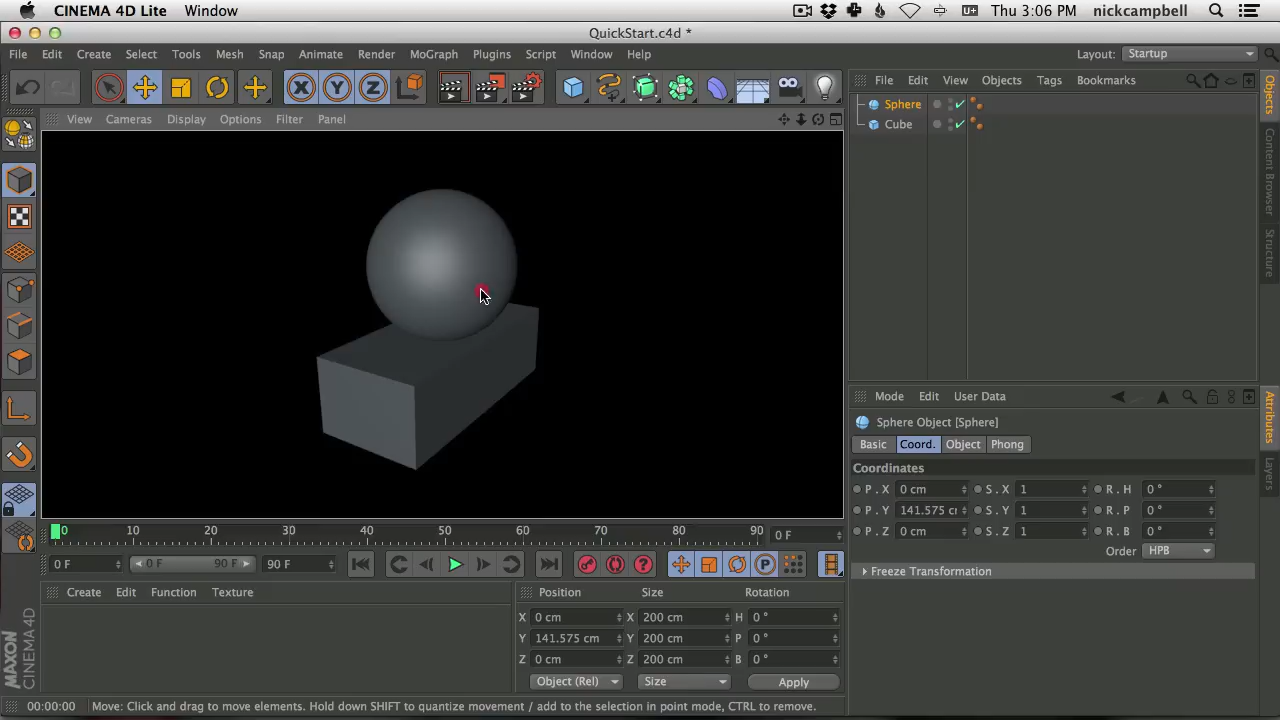 CINEMA 4D Lite Window Thu 3:06 PM nickcampbell
QuickStart.c4d *
File Edit Create Select Tools Mesh Snap Animate Render MoGraph Plugins Script Window Help Layout: Startup
X Y Z
File Edit View Objects Tags Bookmarks
View Cameras Display Options Filter Panel
Sphere
Cube
Objects
Content Browser
Structure
Mode Edit User Data
Sphere Object [Sphere]
Basic Coord. Object Phong
Coordinates
P . X 0 cm S . X 1 R . H 0 °
P . Y 141.575 cr S . Y 1 R . P 0 °
P . Z 0 cm S . Z 1 R . B 0 °
Order HPB
Freeze Transformation
Attributes
Layers
0 10 20 30 40 50 60 70 80 90 0 F
0 F 0 F 90 F 90 F
Create Edit Function Texture
Position Size Rotation
X 0 cm X 200 cm H 0 °
Y 141.575 cm Y 200 cm P 0 °
Z 0 cm Z 200 cm B 0 °
Object (Rel) Size Apply
MAXON
CINEMA 4D
00:00:00 Move: Click and drag to move elements. Hold down SHIFT to quantize movement / add to the selection in point mode, CTRL to remove.